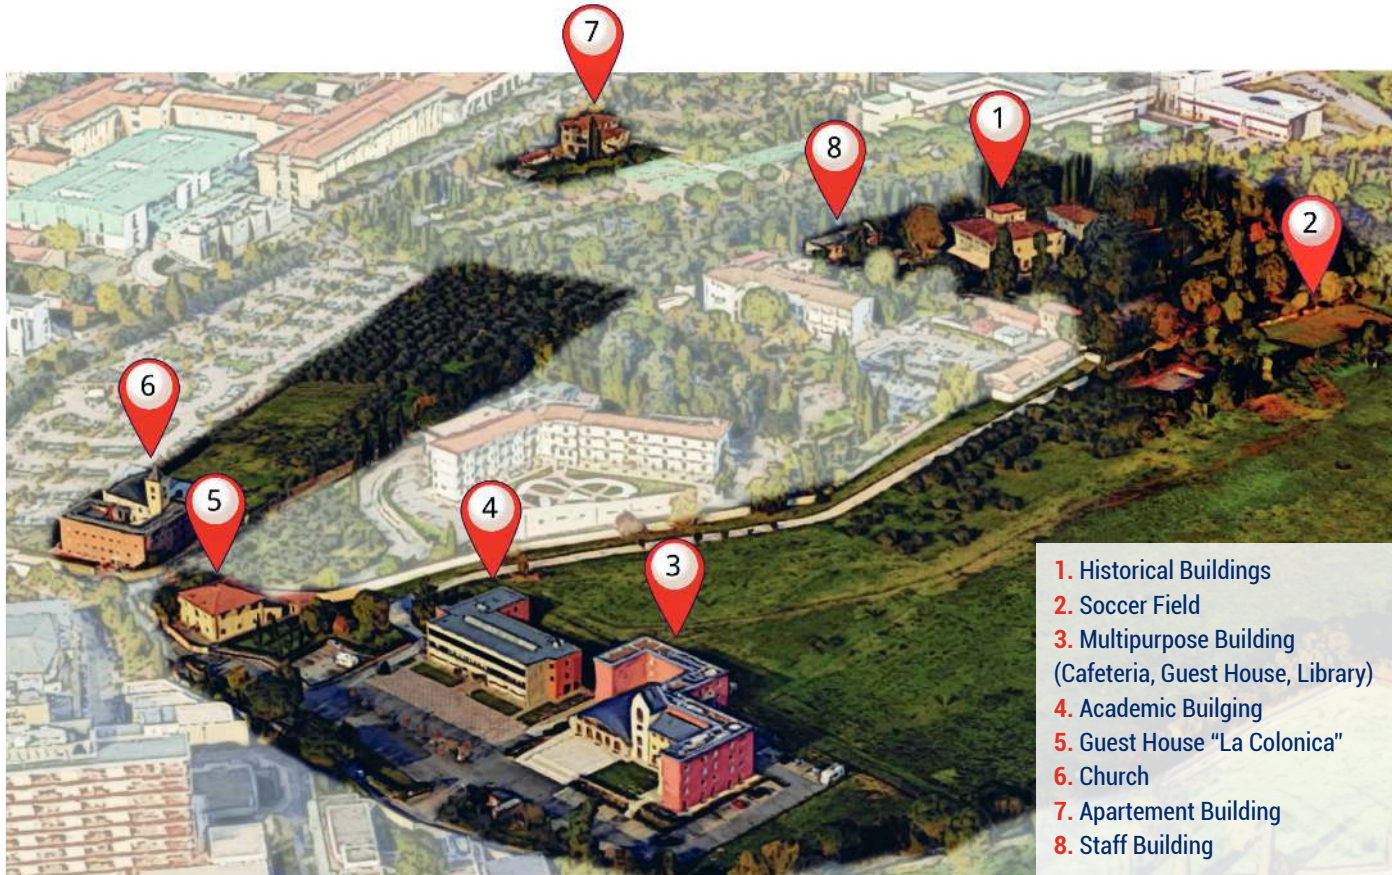 7
1
8
2
6
5
4
3
1. Historical Buildings
2. Soccer Field
3. Multipurpose Building
(Cafeteria, Guest House, Library)
4. Academic Builging
5. Guest House “La Colonica”
6. Church
7. Apartement Building
8. Staff Building